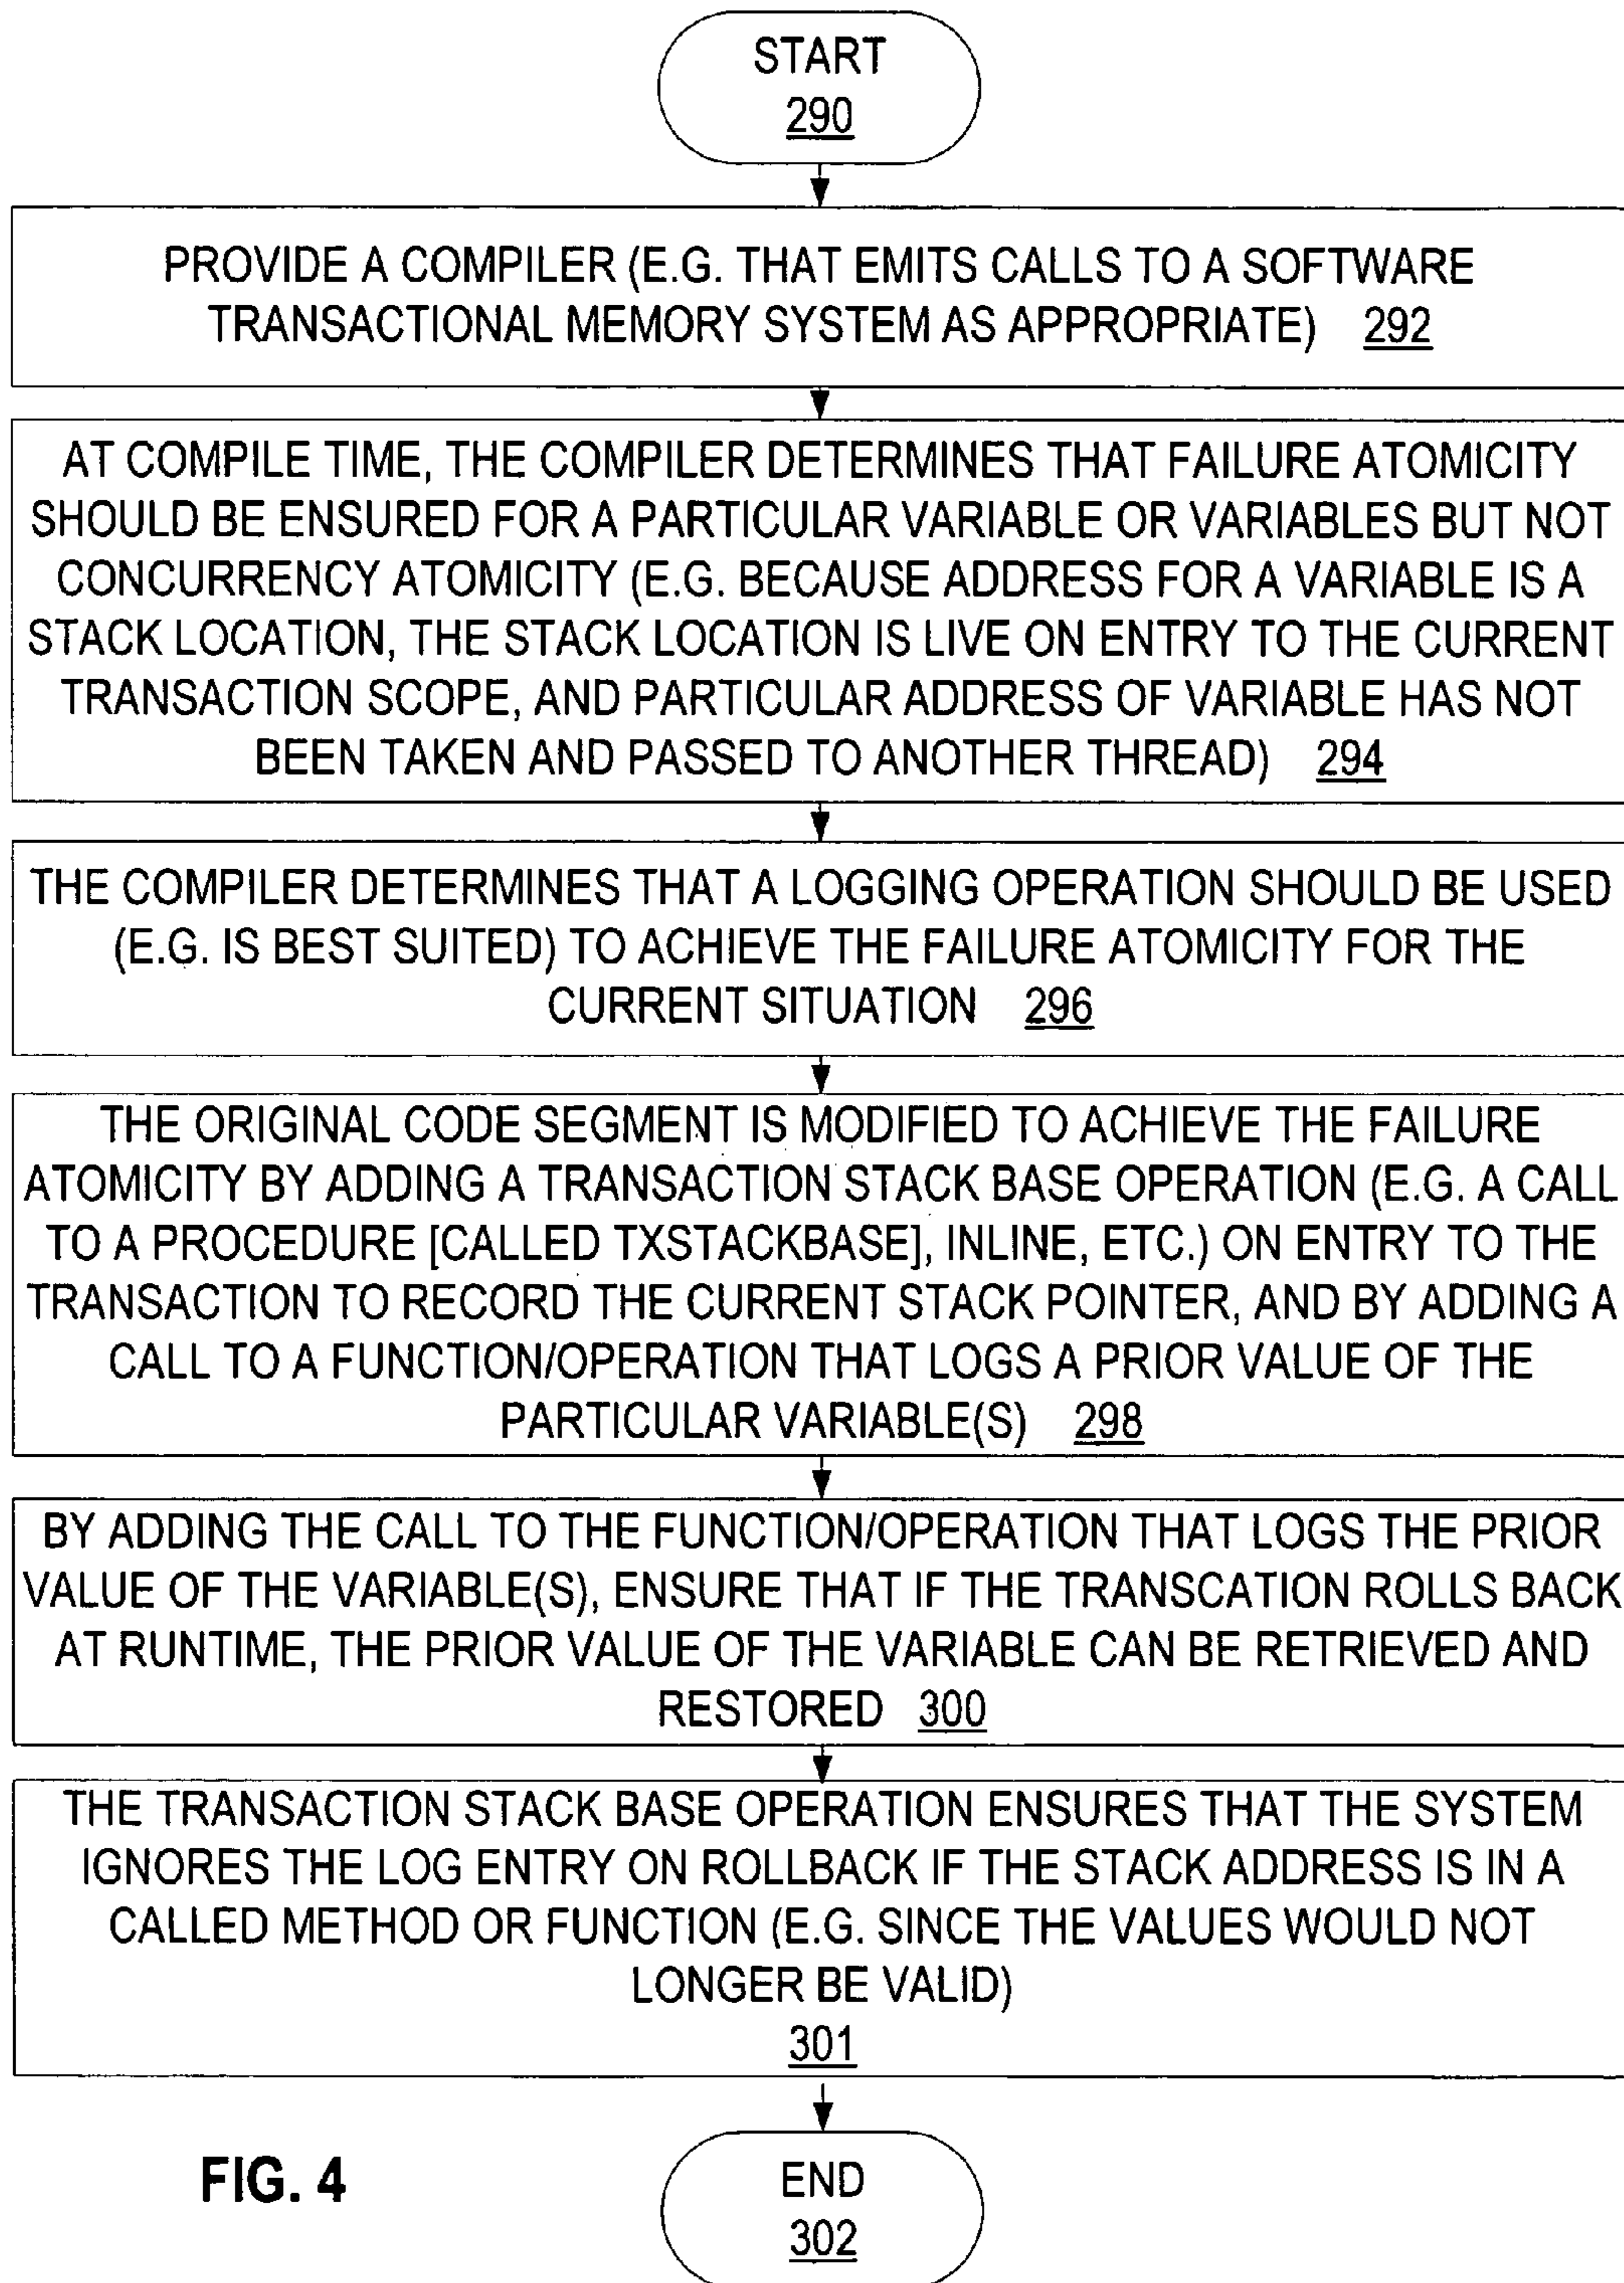 START
290
PROVIDE A COMPILER (E.G. THAT EMITS CALLS TO A SOFTWARE
TRANSACTIONAL MEMORY SYSTEM AS APPROPRIATE) 292
AT COMPILE TIME, THE COMPILER DETERMINES THAT FAILURE ATOMICITY
SHOULD BE ENSURED FOR A PARTICULAR VARIABLE OR VARIABLES BUT NOT
CONCURRENCY ATOMICITY (E.G. BECAUSE ADDRESS FOR A VARIABLE IS A
STACK LOCATION, THE STACK LOCATION IS LIVE ON ENTRY TO THE CURRENT
TRANSACTION SCOPE, AND PARTICULAR ADDRESS OF VARIABLE HAS NOT
BEEN TAKEN AND PASSED TO ANOTHER THREAD) 294
THE COMPILER DETERMINES THAT A LOGGING OPERATION SHOULD BE USED
(E.G. IS BEST SUITED) TO ACHIEVE THE FAILURE ATOMICITY FOR THE
CURRENT SITUATION 296
THE ORIGINAL CODE SEGMENT IS MODIFIED TO ACHIEVE THE FAILURE
ATOMICITY BY ADDING A TRANSACTION STACK BASE OPERATION (E.G. A CALL
TO A PROCEDURE [CALLED TXSTACKBASE], INLINE, ETC.) ON ENTRY TO THE
TRANSACTION TO RECORD THE CURRENT STACK POINTER, AND BY ADDING A
CALL TO A FUNCTION/OPERATION THAT LOGS A PRIOR VALUE OF THE
PARTICULAR VARIABLE(S) 298
BY ADDING THE CALL TO THE FUNCTION/OPERATION THAT LOGS THE PRIOR
VALUE OF THE VARIABLE(S), ENSURE THAT IF THE TRANSCATION ROLLS BACK
AT RUNTIME, THE PRIOR VALUE OF THE VARIABLE CAN BE RETRIEVED AND
RESTORED 300
THE TRANSACTION STACK BASE OPERATION ENSURES THAT THE SYSTEM
IGNORES THE LOG ENTRY ON ROLLBACK IF THE STACK ADDRESS IS IN A
CALLED METHOD OR FUNCTION (E.G. SINCE THE VALUES WOULD NOT
LONGER BE VALID)
301
END
302
FIG. 4